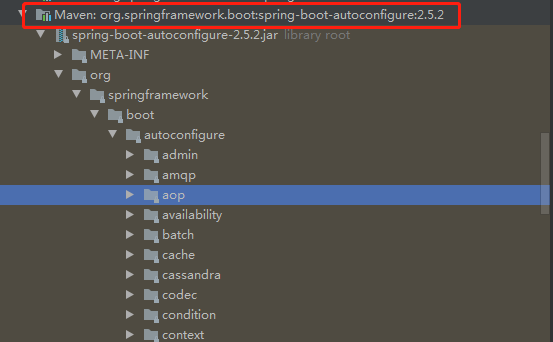 Maven: org.springframework.boot:spring-boot-autoconfigure:2.5.2
spring-boot-autoconfigure-2.5.2.jar library root
META-INF
org
springframework
boot
autoconfigure
admin
amqp
aop
availability
batch
cache
cassandra
codec
condition
context